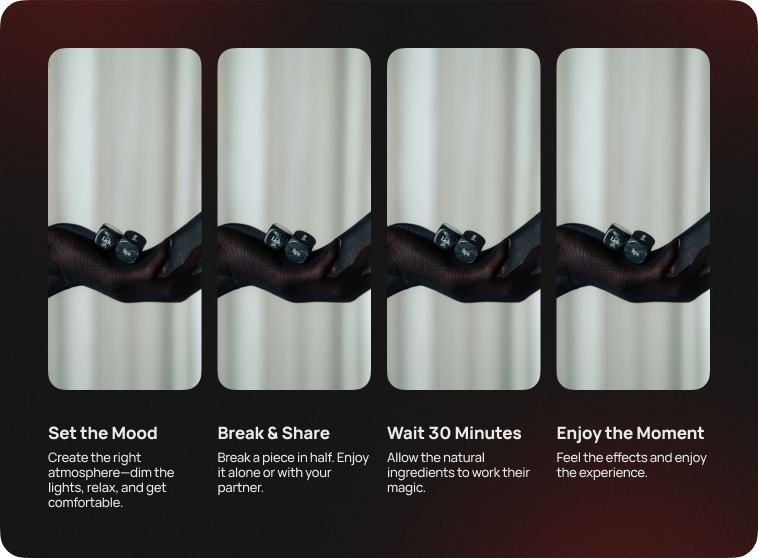 Set the Mood
Create the right
atmosphere—dim the
lights, relax, and get
comfortable.
Break & Share
Break a piece in half. Enjoy
it alone or with your
partner.
Wait 30 Minutes
Allow the natural
ingredients to work their
magic.
Enjoy the Moment
Feel the effects and enjoy
the experience.